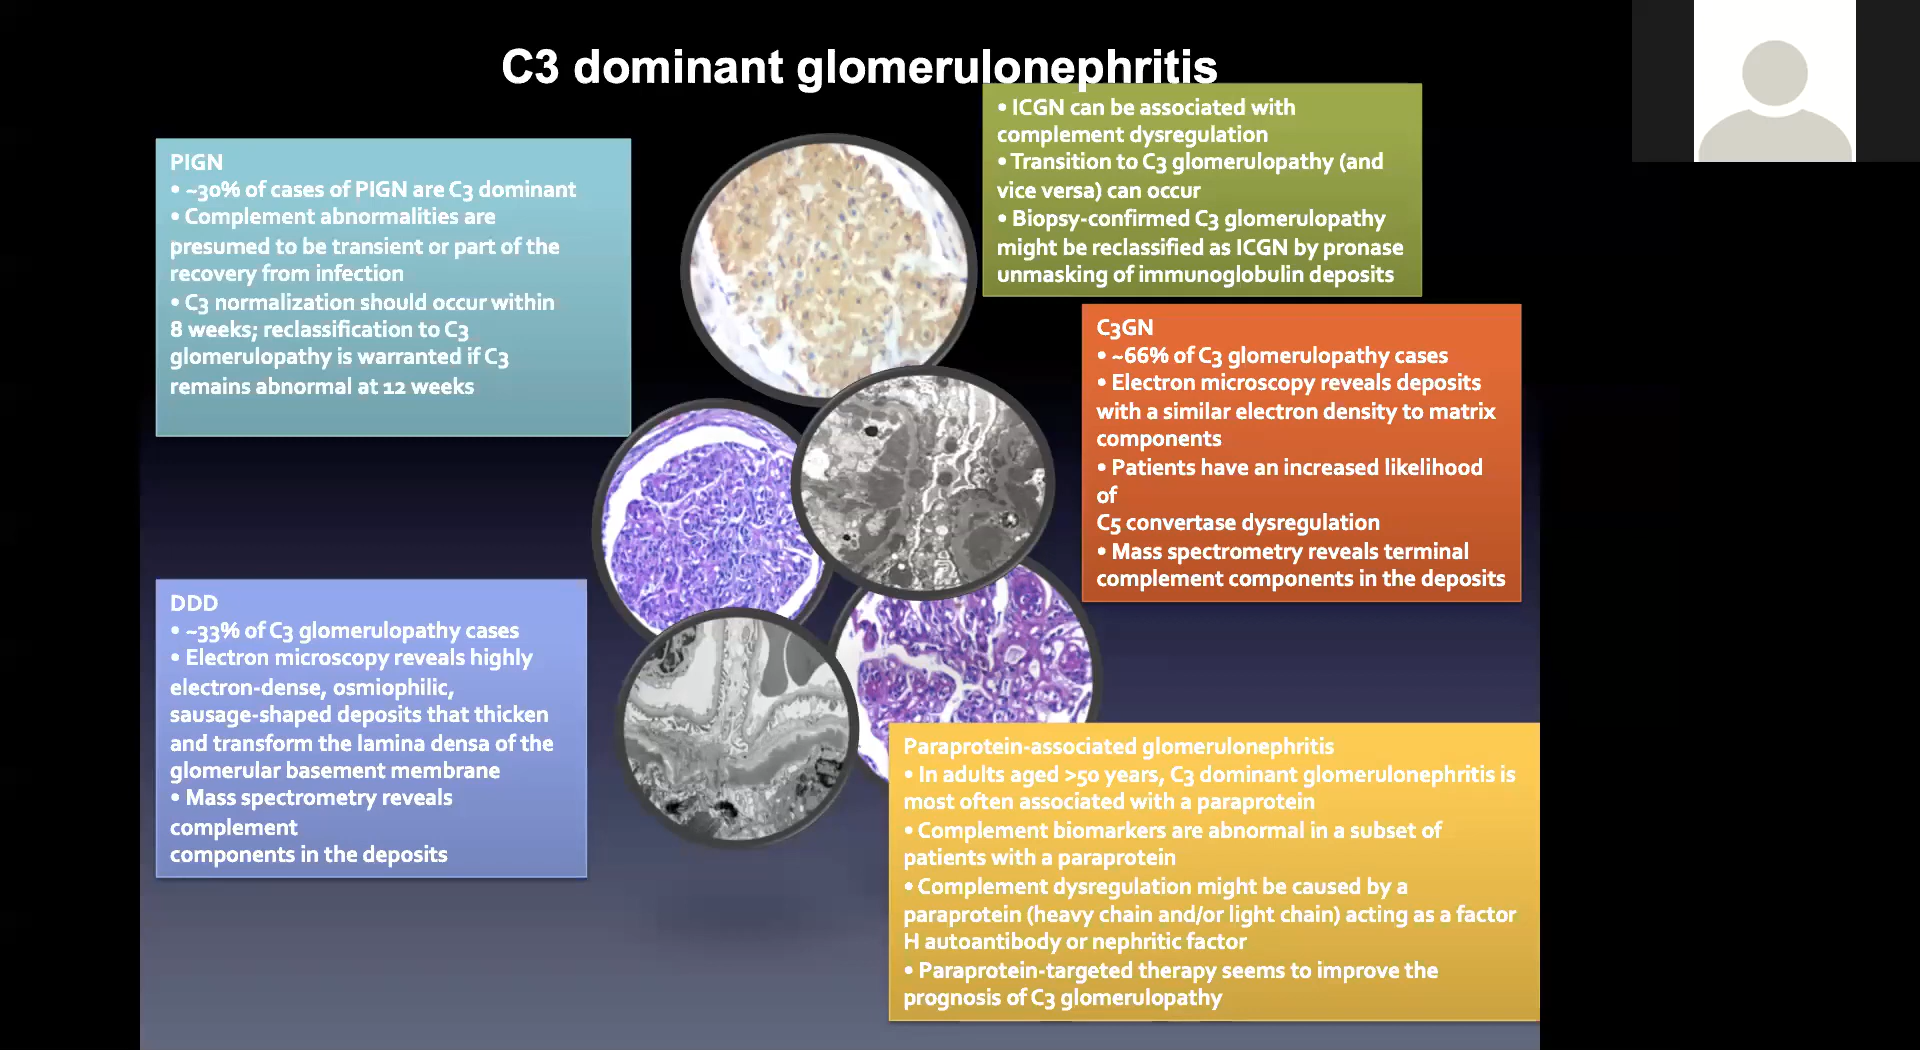 C3 dominant glomerulonephritis
PIGN
• ~30% of cases of PIGN are C3 dominant
• Complement abnormalities are
presumed to be transient or part of the
recovery from infection
• C3 normalization should occur within
8 weeks; reclassification to C3
glomerulopathy is warranted if C3
remains abnormal at 12 weeks
• ICGN can be associated with
complement dysregulation
• Transition to C3 glomerulopathy (and
vice versa) can occur
• Biopsy-confirmed C3 glomerulopathy
might be reclassified as ICGN by pronase
unmasking of immunoglobulin deposits
C3GN
• ~66% of C3 glomerulopathy cases
• Electron microscopy reveals deposits
with a similar electron density to matrix
components
• Patients have an increased likelihood
of
C5 convertase dysregulation
• Mass spectrometry reveals terminal
complement components in the deposits
DDD
• ~33% of C3 glomerulopathy cases
• Electron microscopy reveals highly
electron-dense, osmiophilic,
sausage-shaped deposits that thicken
and transform the lamina densa of the
glomerular basement membrane
• Mass spectrometry reveals
complement
components in the deposits
Paraprotein-associated glomerulonephritis
• In adults aged >50 years, C3 dominant glomerulonephritis is
most often associated with a paraprotein
• Complement biomarkers are abnormal in a subset of
patients with a paraprotein
• Complement dysregulation might be caused by a
paraprotein (heavy chain and/or light chain) acting as a factor
H autoantibody or nephritic factor
• Paraprotein-targeted therapy seems to improve the
prognosis of C3 glomerulopathy